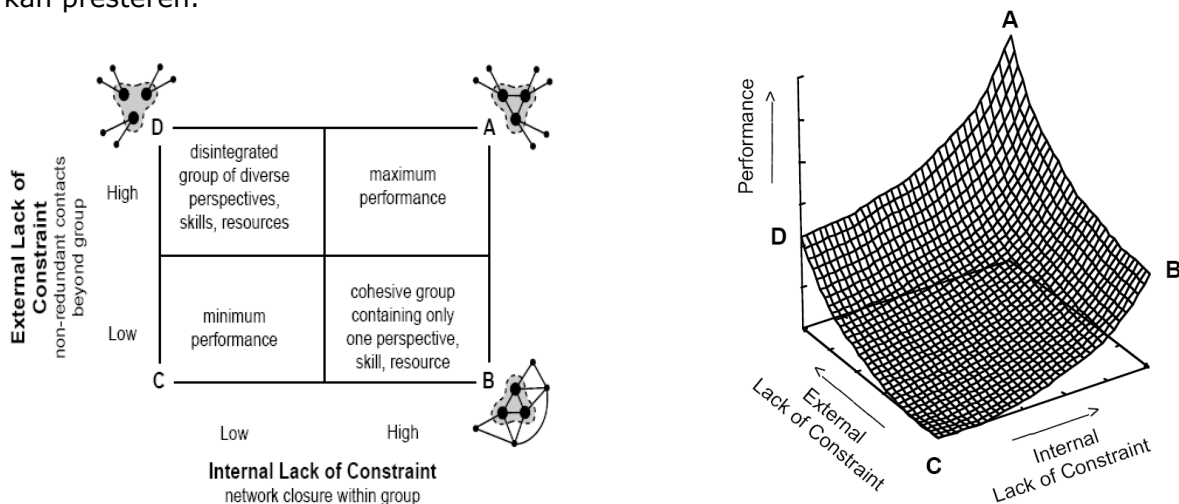 kan presteren.
D
A
External Lack of
Constraint
non-redundant contacts
beyond group
High
disintegrated
group of diverse
perspectives,
skills, resources
maximum
performance
Low
minimum
performance
cohesive group
containing only
one perspective,
skill, resource
C
B
Low
High
Internal Lack of Constraint
network closure within group
A
Performance
D
B
External
Lack of Constraint
C
Internal
Lack of Constraint